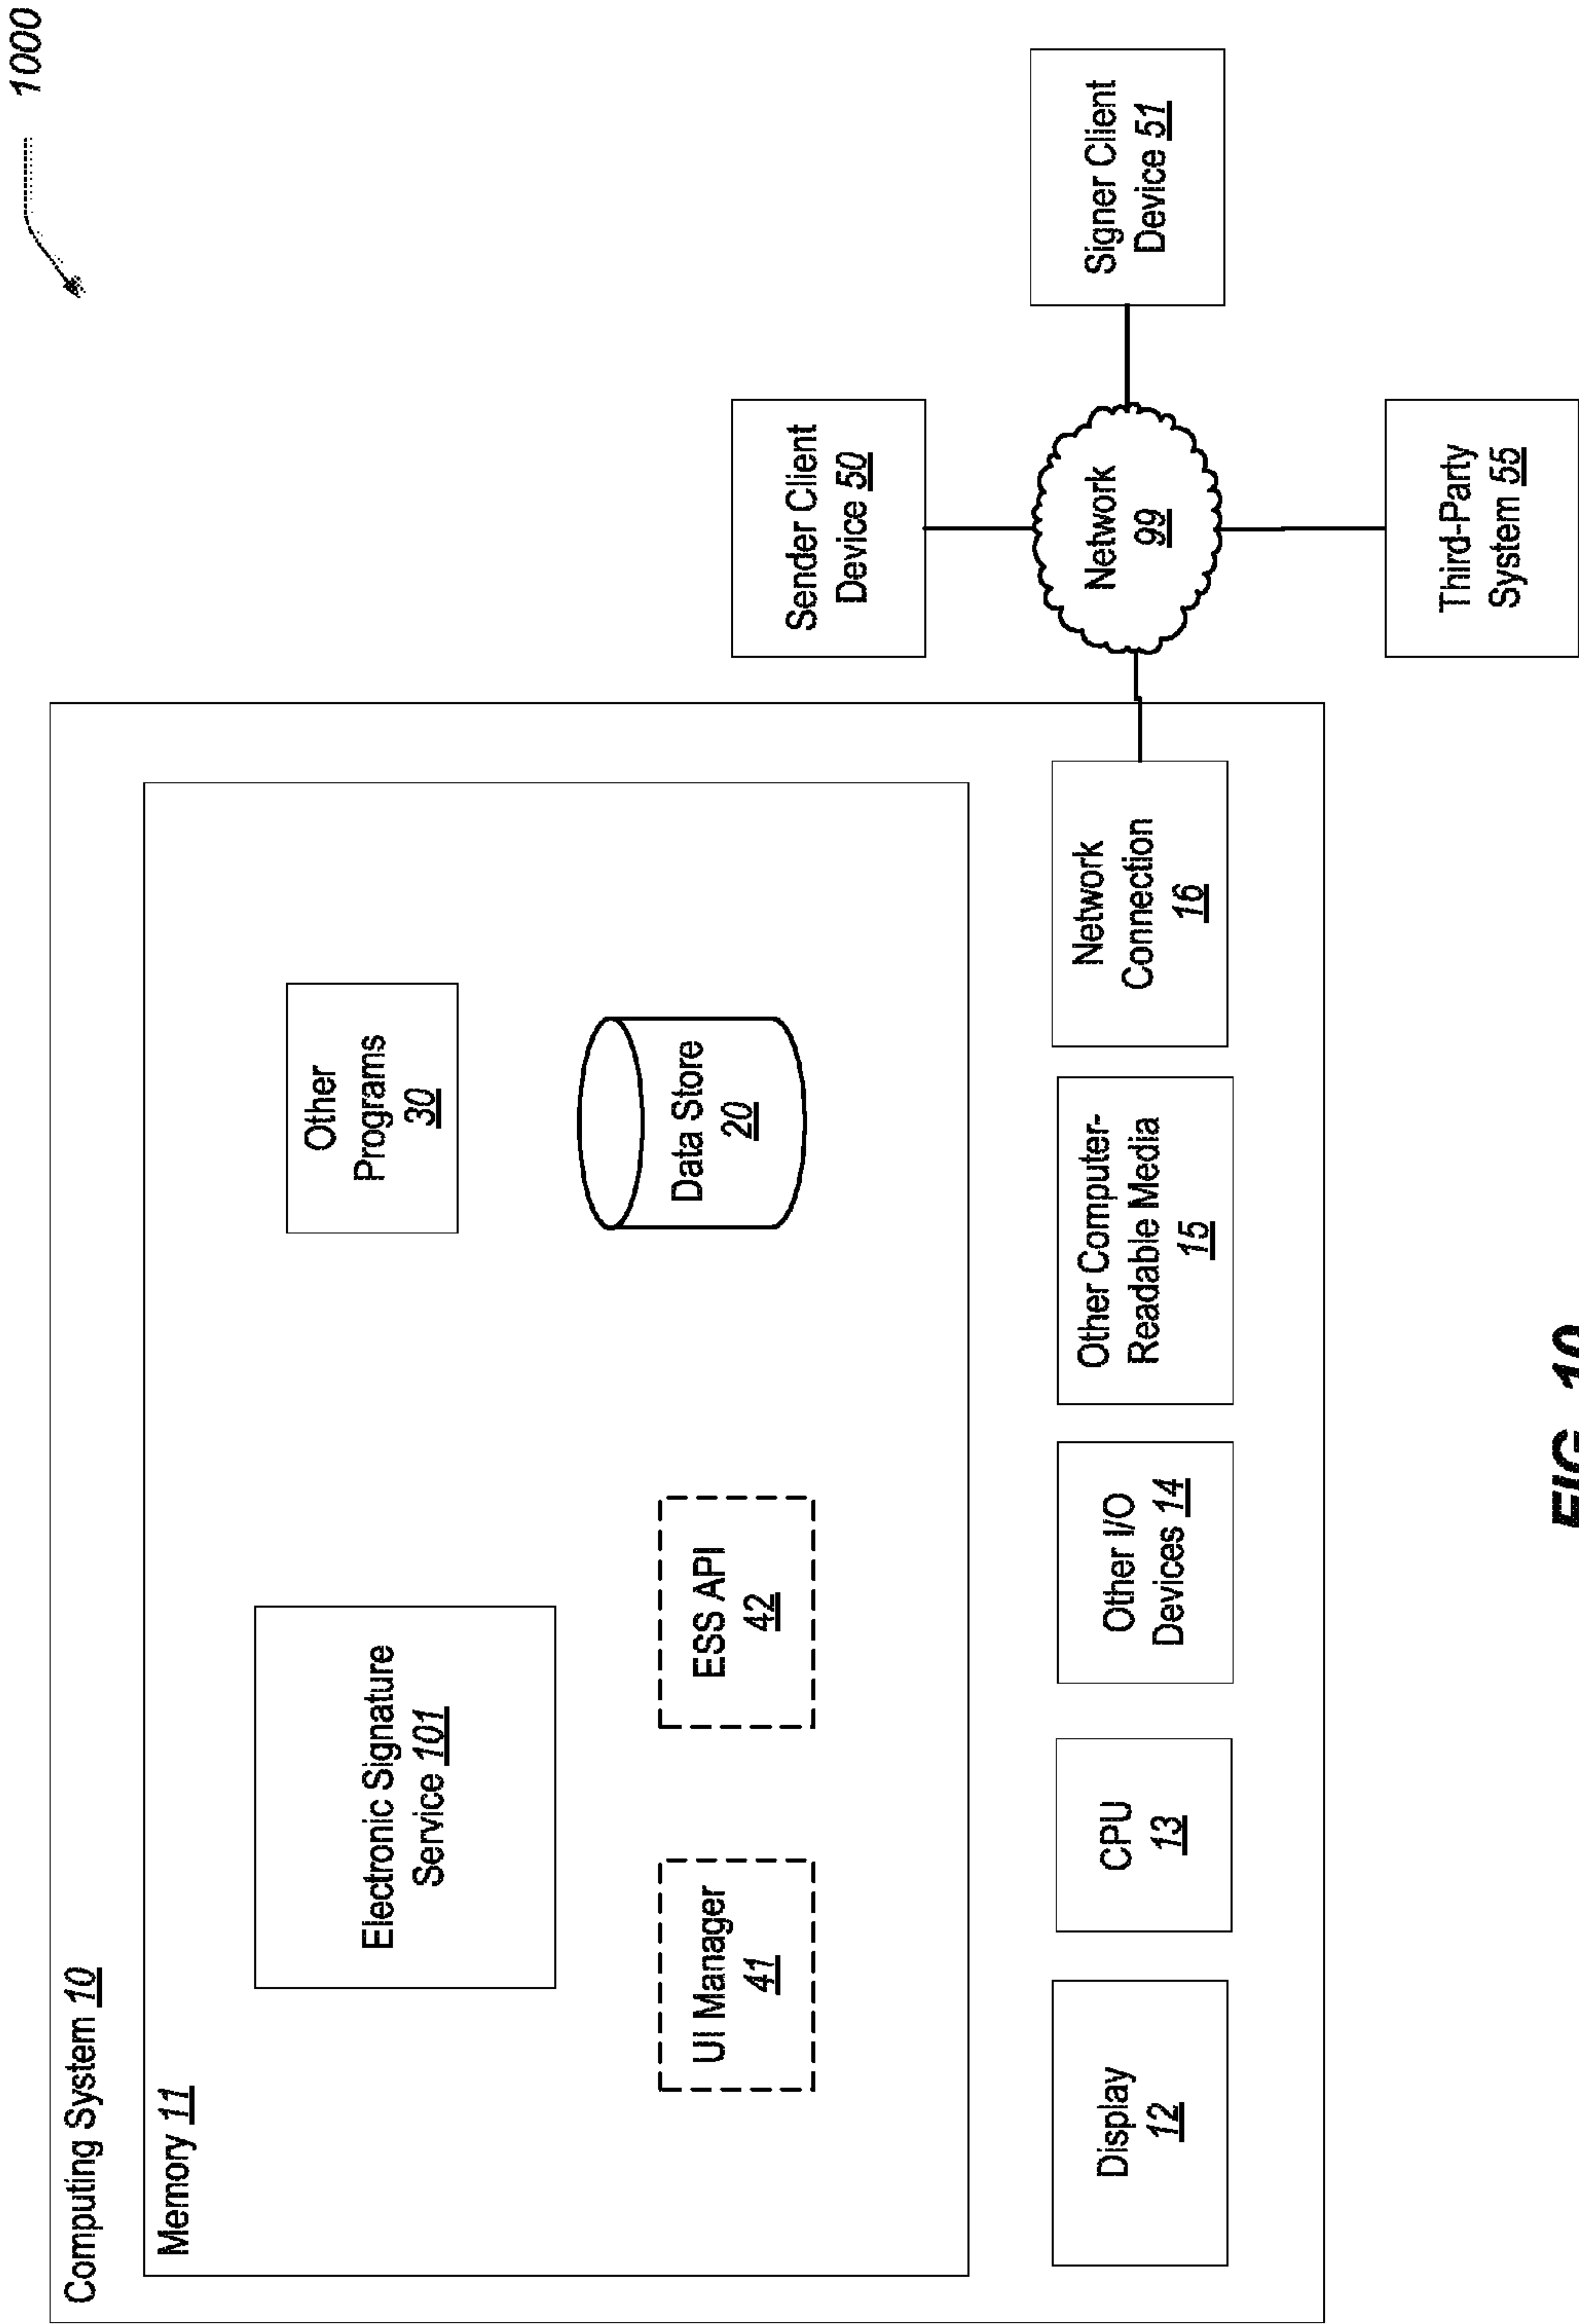 1000
Computing System 10
Memory 11
Electronic Signature
Service 101
Other
Programs
30
UI Manager
41
ESS API
42
Data Store
20
Display
12
CPU
13
Other I/O
Devices 14
Other Computer-
Readable Media
15
Network
Connection
16
Sender Client
Device 50
Network
99
Signer Client
Device 51
Third-Party
System 55
FIG. 10